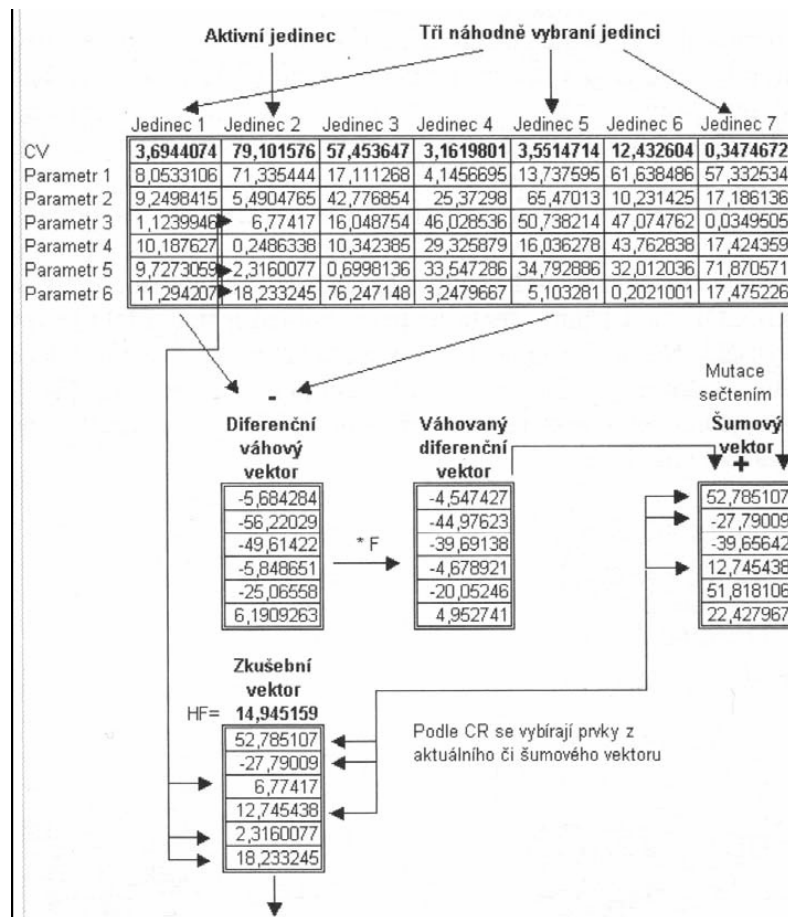 Aktivní jedinec
Tři náhodně vybraní jedinci
Jedinec 1 Jedinec 2 Jedinec 3 Jedinec 4 Jedinec 5 Jedinec 6 Jedinec 7
CV 3,6944074 79,101576 57,453647 3,1619801 3,5514714 12,432604 0,3474672
Parametr 1 8,0533106 71,335444 17,111268 4,1456695 13,737595 61,638486 57,332534
Parametr 2 9,2498415 5,4904765 42,776854 25,37298 65,47013 10,231425 17,186136
Parametr 3 1,1239946 6,77417 16,048754 46,028536 50,738214 47,074762 0,0349505
Parametr 4 10,187627 0,2486338 10,342385 29,325879 16,036278 43,762838 17,424359
Parametr 5 9,7273059 2,3160077 0,6998136 33,547286 34,792886 32,012036 71,870571
Parametr 6 11,294207 18,233245 76,247148 3,2479667 5,103281 0,2021001 17,475226
Mutace
sečtením
-
Diferenční
váhový
vektor
Váhovaný
diferenční
vektor
Šumový
vektor
+
-5,684284
-56,22029
-49,61422
-5,848651
-25,06558
6,1909263
* F
-4,547427
-44,97623
-39,69138
-4,678921
-20,05246
4,952741
52,785107
-27,79009
-39,65642
12,745438
51,818106
22,427967
Zkušební
vektor
HF= 14,945159
52,785107
-27,79009
6,77417
12,745438
2,3160077
18,233245
Podle CR se vybírají prvky z
aktuálního či šumového vektoru